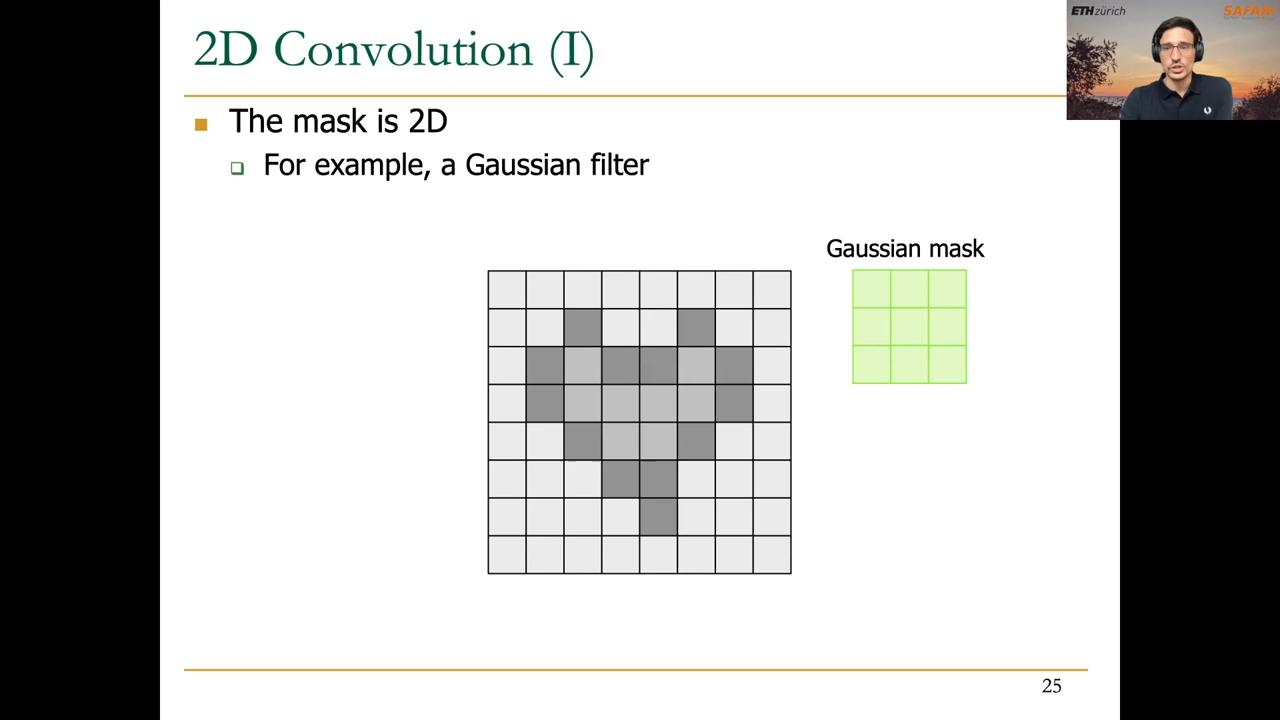 2D Convolution (I)
ETH zürich
SAFARI
The mask is 2D
For example, a Gaussian filter
Gaussian mask
25